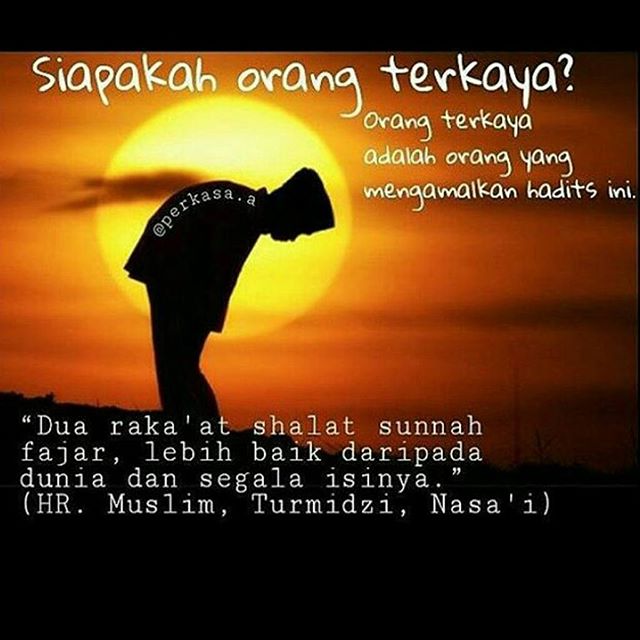 Siapakah orang terkaya?
Orang terkaya
adalah orang yang
mengamalkan hadits ini.
@perkasa.a
“Dua raka'at shalat sunnah
fajar, lebih baik daripada
dunia dan segala isinya.”
(HR. Muslim, Turmidzi, Nasa'i)